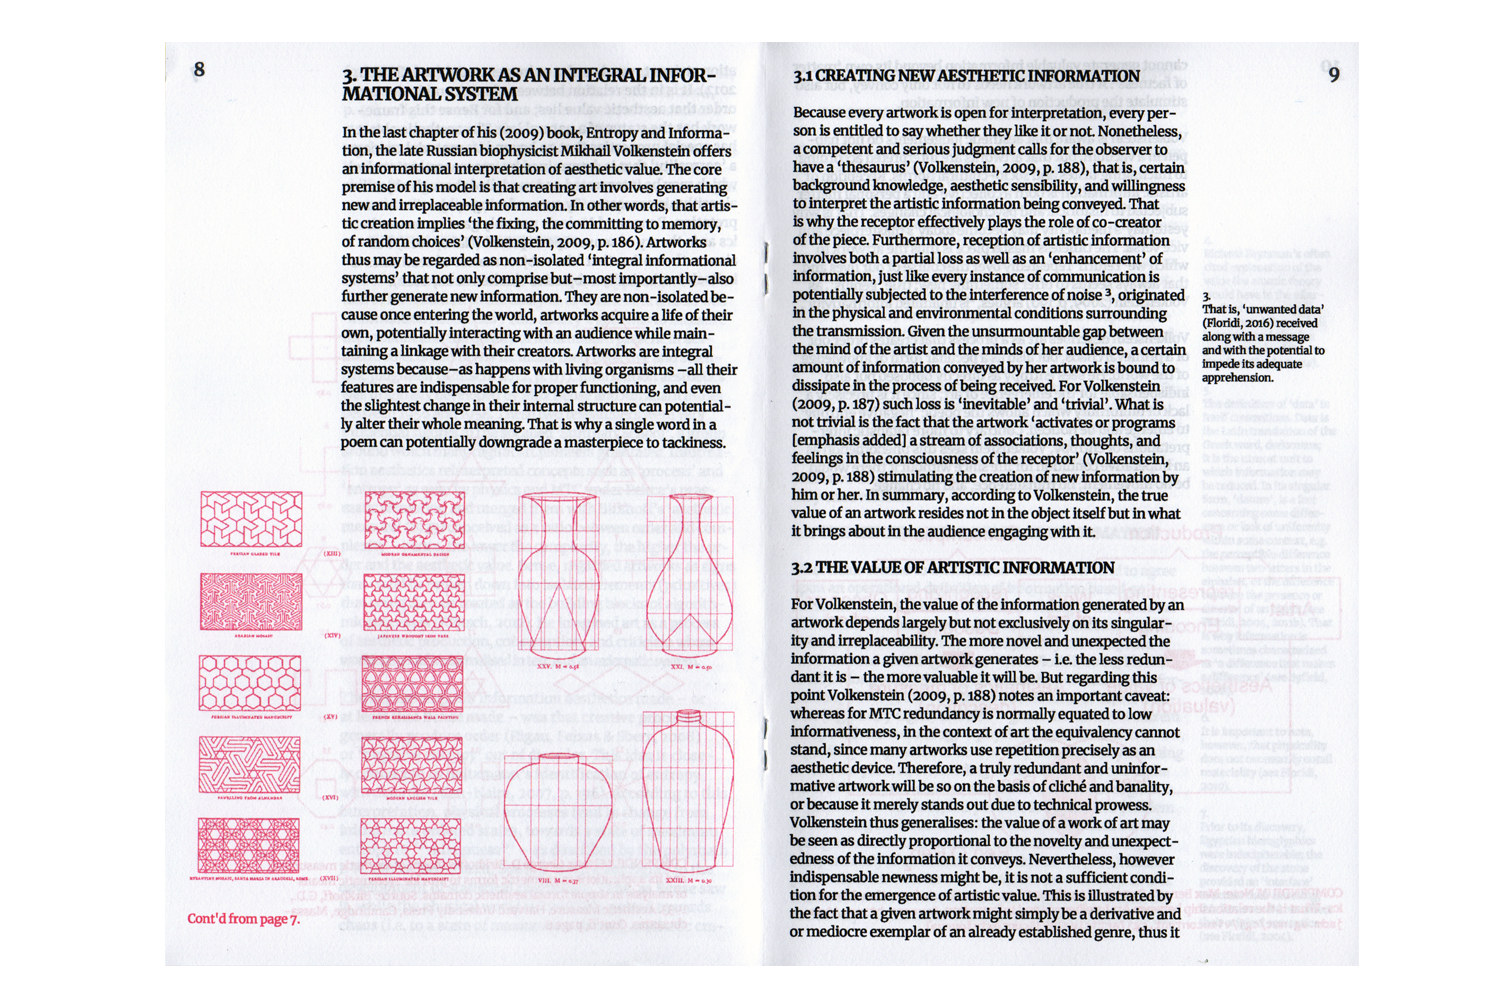 8
3. THE ARTWORK AS AN INTEGRAL INFOR-
MATIONAL SYSTEM
In the last chapter of his (2009) book, Entropy and Informa-
tion, the late Russian biophysicist Mikhail Volkenstein offers
an informational interpretation of aesthetic value. The core
premise of his model is that creating art involves generating
new and irreplaceable information. In other words, that artis-
tic creation implies ‘the fixing, the committing to memory,
of random choices’ (Volkenstein, 2009, p. 186). Artworks
thus may be regarded as non-isolated ‘integral informational
systems’ that not only comprise but—most importantly—also
further generate new information. They are non-isolated be-
cause once entering the world, artworks acquire a life of their
own, potentially interacting with an audience while main-
taining a linkage with their creators. Artworks are integral
systems because—as happens with living organisms —all their
features are indispensable for proper functioning, and even
the slightest change in their internal structure can potential-
ly alter their whole meaning. That is why a single word in a
poem can potentially downgrade a masterpiece to tackiness.
PERSIAN GLAZED TILE
(XIII)
MODERN ORNAMENTAL DESIGN
ARABIAN MOSAIC
(XIV)
XXV. M = 0.58
XXI. M = 0.50
PERSIAN ILLUMINATED MANUSCRIPT
(XV)
FRENCH RENAISSANCE WALL PAINTING
PANELLING FROM ALHAMBRA
(XVI)
MODERN ENGLISH TILE
BYZANTINE MOSAIC, SANTA MARIA IN ARACOELI, ROME
(XVII)
PERSIAN ILLUMINATED MANUSCRIPT
VIII. M = 0.37
XXIII. M = 0.30
Cont'd from page 7.
9
3.1 CREATING NEW AESTHETIC INFORMATION
Because every artwork is open for interpretation, every per-
son is entitled to say whether they like it or not. Nonetheless,
a competent and serious judgment calls for the observer to
have a ‘thesaurus’ (Volkenstein, 2009, p. 188), that is, certain
background knowledge, aesthetic sensibility, and willingness
to interpret the artistic information being conveyed. That
is why the receptor effectively plays the role of co-creator
of the piece. Furthermore, reception of artistic information
involves both a partial loss as well as an ‘enhancement’ of
information, just like every instance of communication is
potentially subjected to the interference of noise ³, originated
in the physical and environmental conditions surrounding
the transmission. Given the unsurmountable gap between
the mind of the artist and the minds of her audience, a certain
amount of information conveyed by her artwork is bound to
dissipate in the process of being received. For Volkenstein
(2009, p. 187) such loss is ‘inevitable’ and ‘trivial’. What is
not trivial is the fact that the artwork ‘activates or programs
[emphasis added] a stream of associations, thoughts, and
feelings in the consciousness of the receptor’ (Volkenstein,
2009, p. 188) stimulating the creation of new information by
him or her. In summary, according to Volkenstein, the true
value of an artwork resides not in the object itself but in what
it brings about in the audience engaging with it.
3.
That is, ‘unwanted data’
(Floridi, 2016) received
along with a message
and with the potential to
impede its adequate
apprehension.
3.2 THE VALUE OF ARTISTIC INFORMATION
For Volkenstein, the value of the information generated by an
artwork depends largely but not exclusively on its singular-
ity and irreplaceability. The more novel and unexpected the
information a given artwork generates – i.e. the less redun-
dant it is – the more valuable it will be. But regarding this
point Volkenstein (2009, p. 188) notes an important caveat:
whereas for MTC redundancy is normally equated to low
informativeness, in the context of art the equivalency cannot
stand, since many artworks use repetition precisely as an
aesthetic device. Therefore, a truly redundant and uninfor-
mative artwork will be so on the basis of cliché and banality,
or because it merely stands out due to technical prowess.
Volkenstein thus generalises: the value of a work of art may
be seen as directly proportional to the novelty and unexpect-
edness of the information it conveys. Nevertheless, however
indispensable newness might be, it is not a sufficient condi-
tion for the emergence of artistic value. This is illustrated by
the fact that a given artwork might simply be a derivative and
or mediocre exemplar of an already established genre, thus it